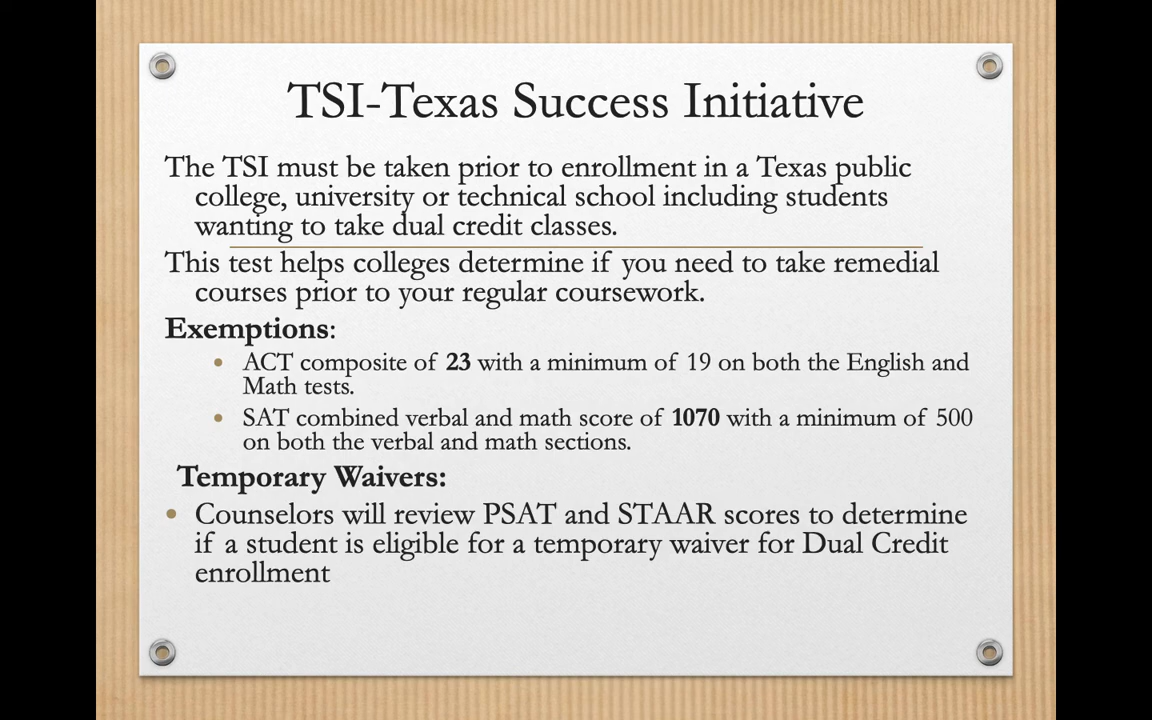 TSI-Texas Success Initiative
The TSI must be taken prior to enrollment in a Texas public
college, university or technical school including students
wanting to take dual credit classes.
This test helps colleges determine if you need to take remedial
courses prior to your regular coursework.
Exemptions:
• ACT composite of 23 with a minimum of 19 on both the English and
Math tests.
• SAT combined verbal and math score of 1070 with a minimum of 500
on both the verbal and math sections.
Temporary Waivers:
• Counselors will review PSAT and STAAR scores to determine
if a student is eligible for a temporary waiver for Dual Credit
enrollment